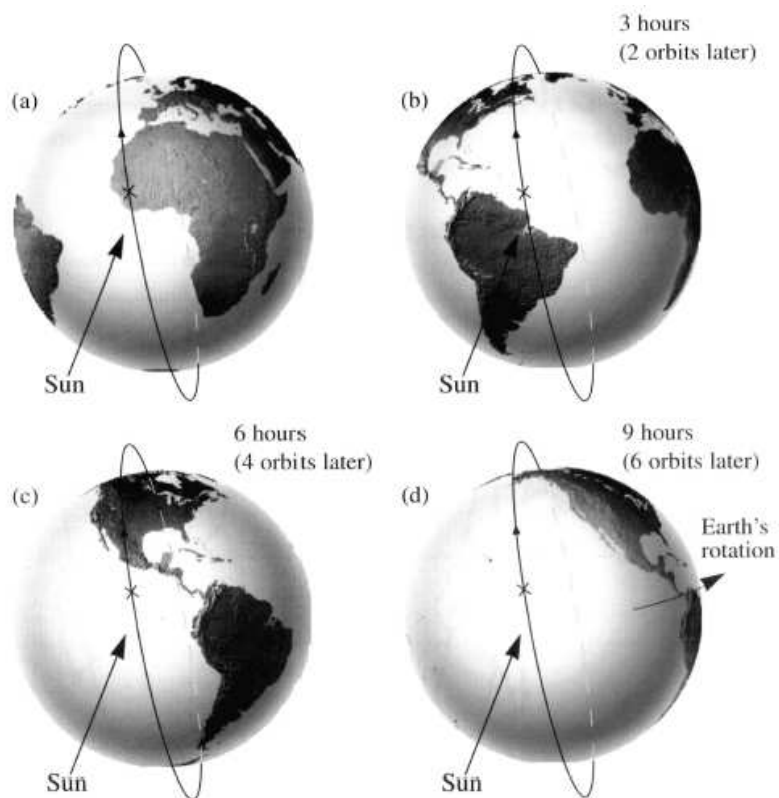 3 hours
(2 orbits later)
(a)
(b)
Sun
Sun
6 hours
(4 orbits later)
9 hours
(6 orbits later)
(c)
(d)
Earth's
rotation
Sun
Sun